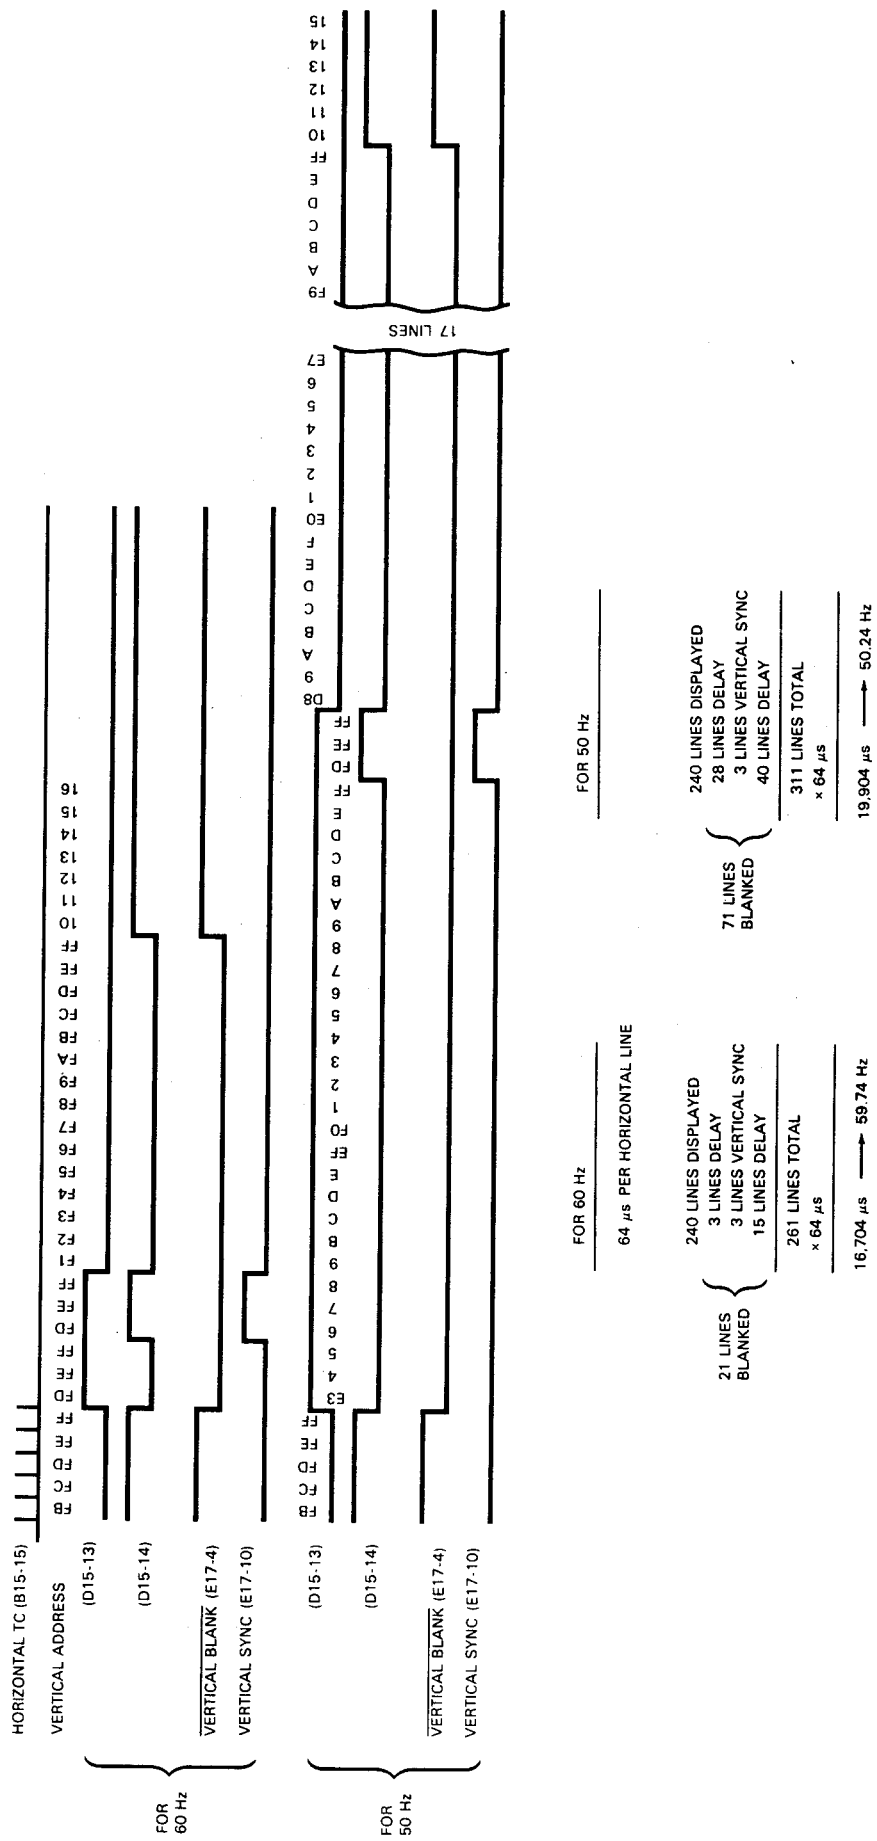 HORIZONTAL TC (B15-15)
VERTICAL ADDRESS FB FC FD FE FF FD FE FF FD FE FF F1 F2 F3 F4 F5 F6 F7 F8 F9 FA FB FC FD FE FF 10 11 12 13 14 15 16
FOR
60 Hz
(D15-13)
(D15-14)
VERTICAL BLANK (E17-4)
VERTICAL SYNC (E17-10)
FB FC FD FE FF E3 4 5 6 7 8 9 B C D E EF F0 1 2 3 4 5 6 7 8 9 A B C D E FF FD FE FF D8 9 A B C D E F E0 1 2 3 4 5 6 E7 F9 A B C D E FF 10 11 12 13 14 15
17 LINES
FOR
50 Hz
(D15-13)
(D15-14)
VERTICAL BLANK (E17-4)
VERTICAL SYNC (E17-10)
FOR 60 Hz
64 µs PER HORIZONTAL LINE
240 LINES DISPLAYED
3 LINES DELAY
3 LINES VERTICAL SYNC
15 LINES DELAY
21 LINES
BLANKED
261 LINES TOTAL
× 64 µs
16,704 µs → 59.74 Hz
FOR 50 Hz
240 LINES DISPLAYED
28 LINES DELAY
3 LINES VERTICAL SYNC
40 LINES DELAY
71 LINES
BLANKED
311 LINES TOTAL
× 64 µs
19,904 µs → 50.24 Hz